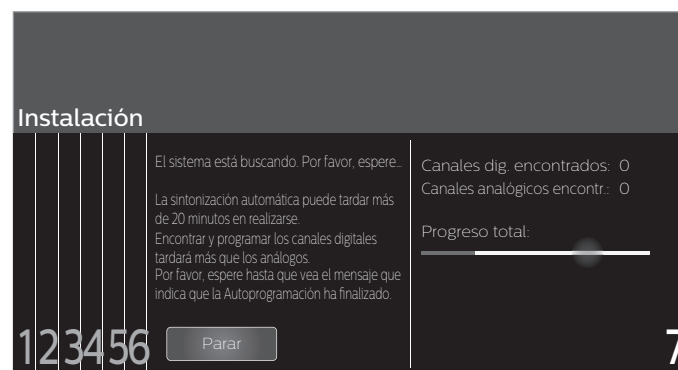 Instalación
El sistema está buscando. Por favor, espere...
La sintonización automática puede tardar más
de 20 minutos en realizarse.
Encontrar y programar los canales digitales
tardará más que los análogos.
Por favor, espere hasta que vea el mensaje que
indica que la Autoprogramación ha finalizado.
Parar
Canales dig. encontrados: 0
Canales analógicos encontr.: 0
Progreso total:
123456
7